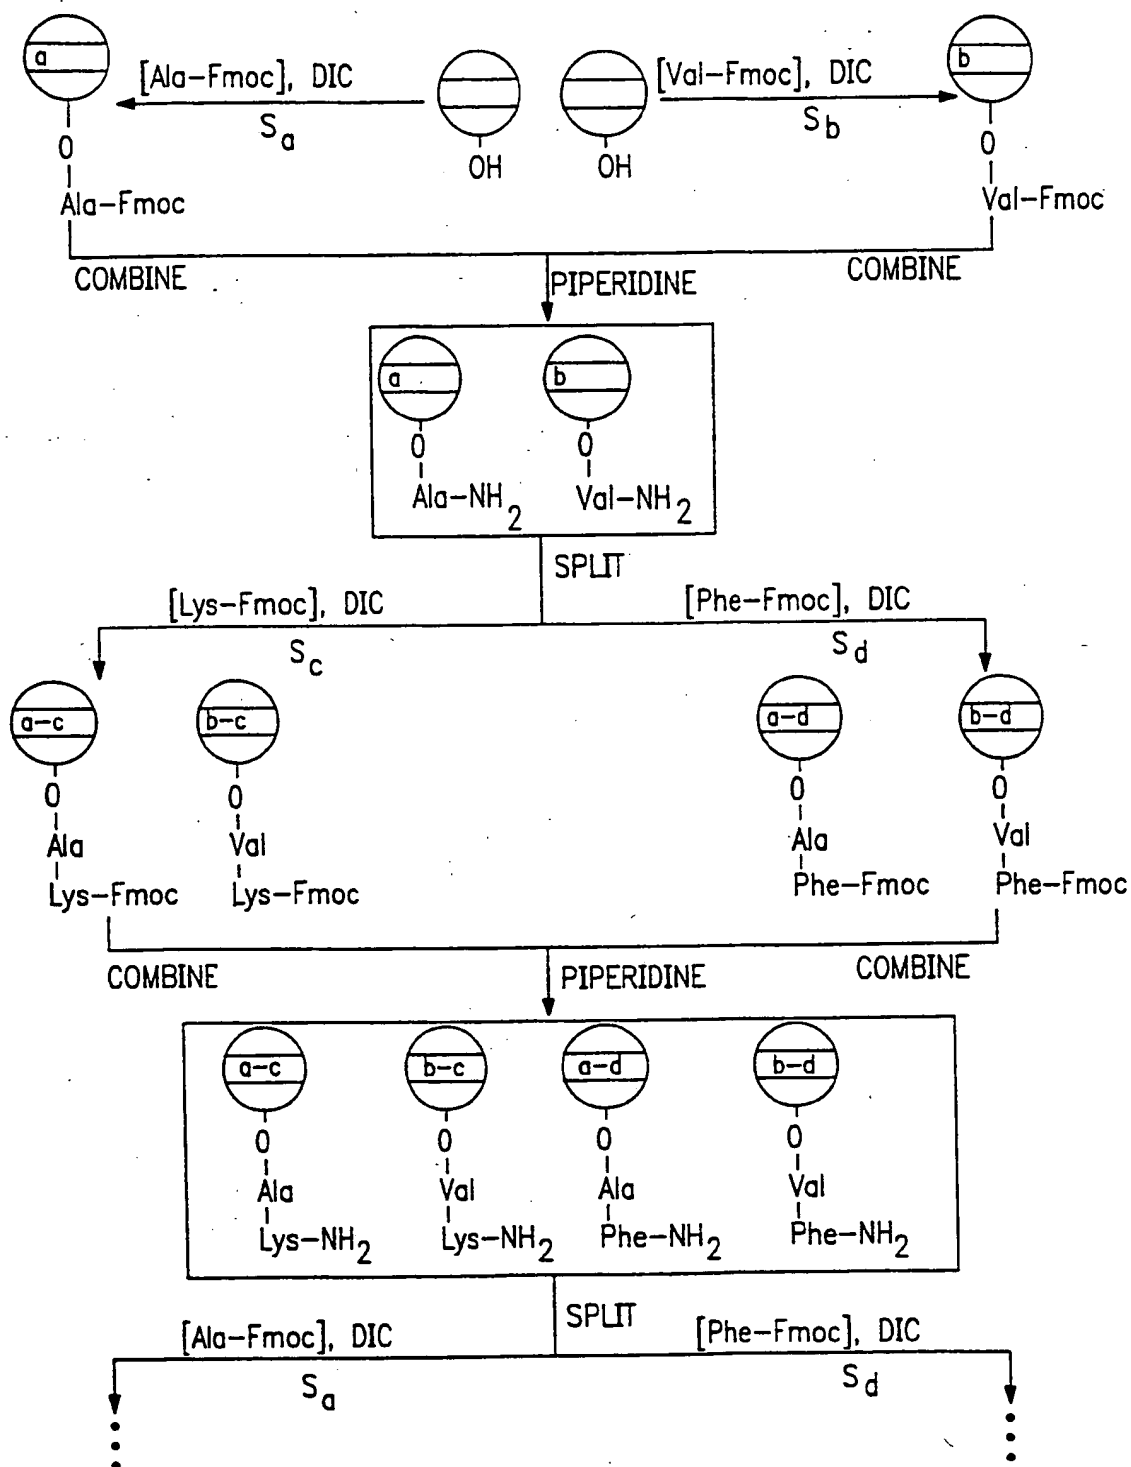 a
[Ala-Fmoc], DIC
[Val-Fmoc], DIC
b
Sa
Sb
O
OH
OH
O
Ala-Fmoc
Val-Fmoc
COMBINE
PIPERIDINE
COMBINE
a
b
O
O
Ala-NH2
Val-NH2
SPLIT
[Lys-Fmoc], DIC
[Phe-Fmoc], DIC
Sc
Sd
a-c
b-c
a-d
b-d
O
O
O
O
Ala
Val
Ala
Val
Lys-Fmoc
Lys-Fmoc
Phe-Fmoc
Phe-Fmoc
COMBINE
PIPERIDINE
COMBINE
a-c
b-c
a-d
b-d
O
O
O
O
Ala
Val
Ala
Val
Lys-NH2
Lys-NH2
Phe-NH2
Phe-NH2
SPLIT
[Ala-Fmoc], DIC
[Phe-Fmoc], DIC
Sa
Sd